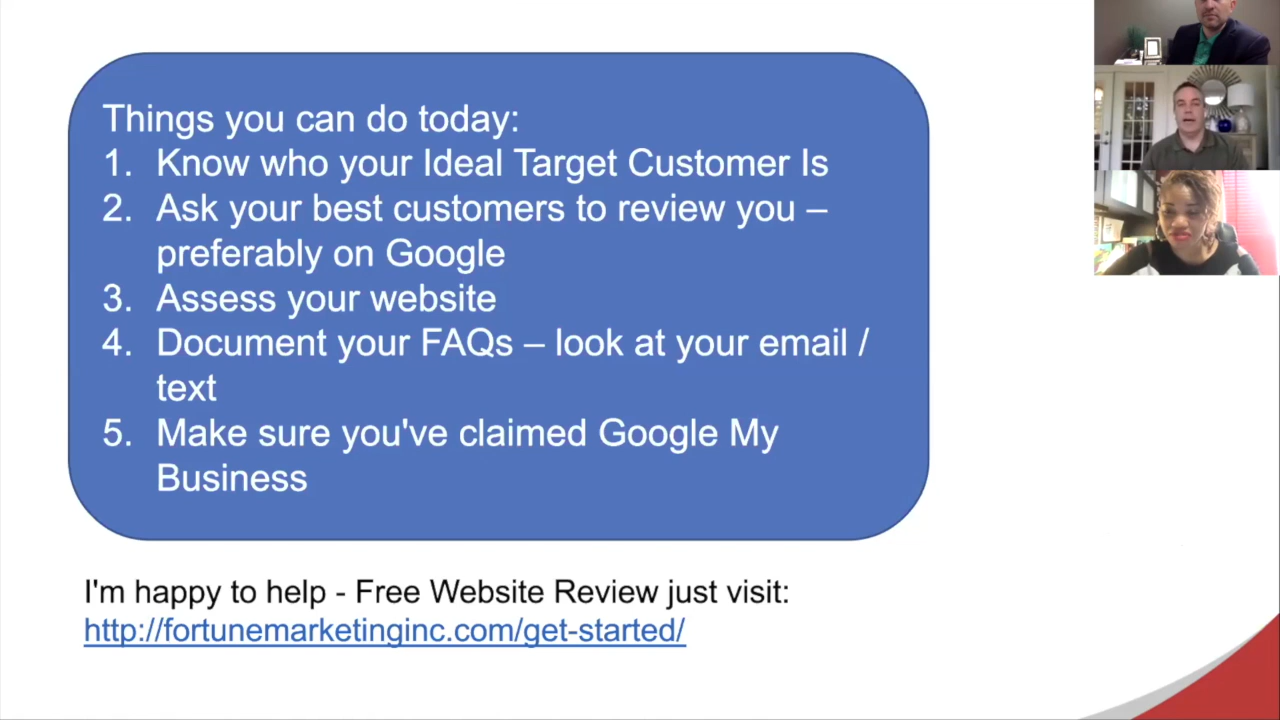 Things you can do today:
1. Know who your Ideal Target Customer Is
2. Ask your best customers to review you –
preferably on Google
3. Assess your website
4. Document your FAQs – look at your email /
text
5. Make sure you've claimed Google My
Business
I'm happy to help - Free Website Review just visit:
http://fortunemarketinginc.com/get-started/